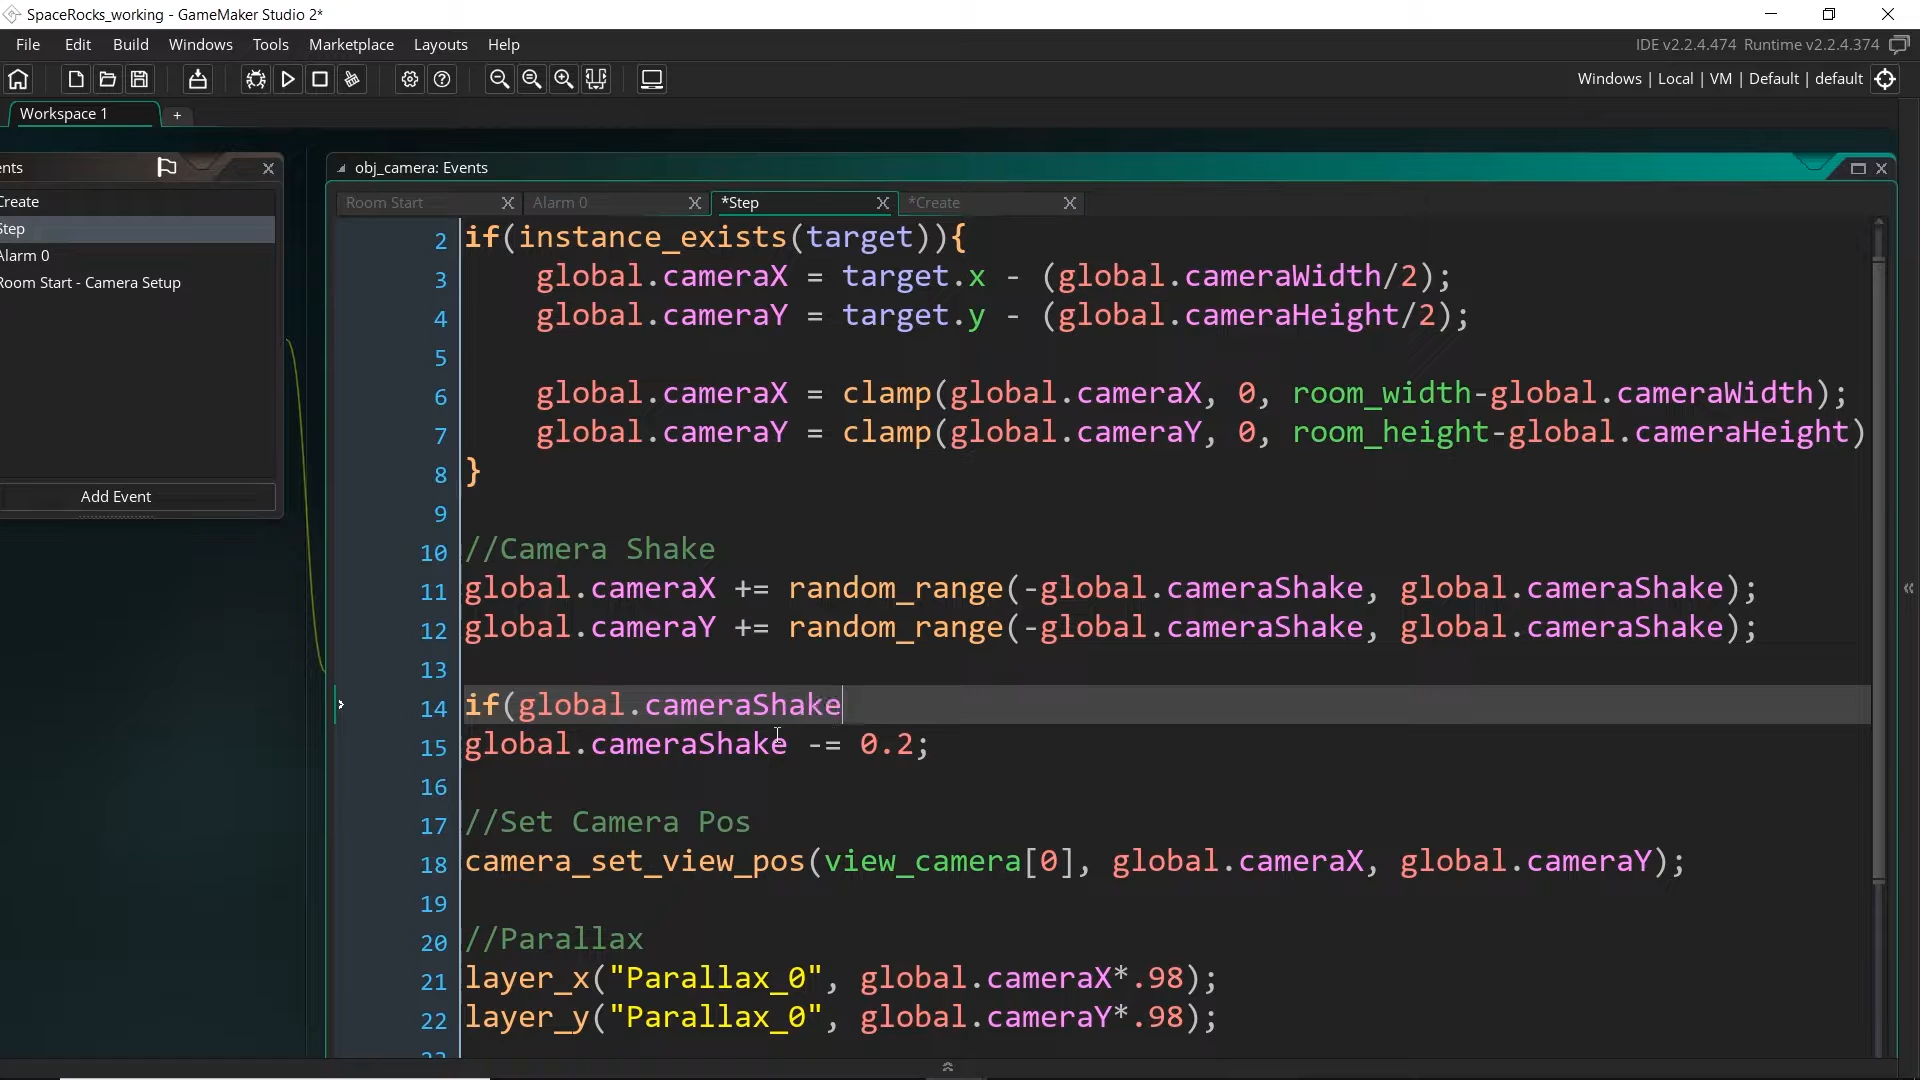 SpaceRocks_working - GameMaker Studio 2*
File Edit Build Windows Tools Marketplace Layouts Help
IDE v2.2.4.474 Runtime v2.2.4.374
Windows | Local | VM | Default | default
Workspace 1 +
ents
Create
Step
Alarm 0
Room Start - Camera Setup
Add Event
obj_camera: Events
Room Start X Alarm 0 X *Step X *Create X
2 if(instance_exists(target)){
3 global.cameraX = target.x - (global.cameraWidth/2);
4 global.cameraY = target.y - (global.cameraHeight/2);
5
6 global.cameraX = clamp(global.cameraX, 0, room_width-global.cameraWidth);
7 global.cameraY = clamp(global.cameraY, 0, room_height-global.cameraHeight)
8 }
9
10 //Camera Shake
11 global.cameraX += random_range(-global.cameraShake, global.cameraShake);
12 global.cameraY += random_range(-global.cameraShake, global.cameraShake);
13
14 if(global.cameraShake
15 global.cameraShake -= 0.2;
16
17 //Set Camera Pos
18 camera_set_view_pos(view_camera[0], global.cameraX, global.cameraY);
19
20 //Parallax
21 layer_x("Parallax_0", global.cameraX*.98);
22 layer_y("Parallax_0", global.cameraY*.98);